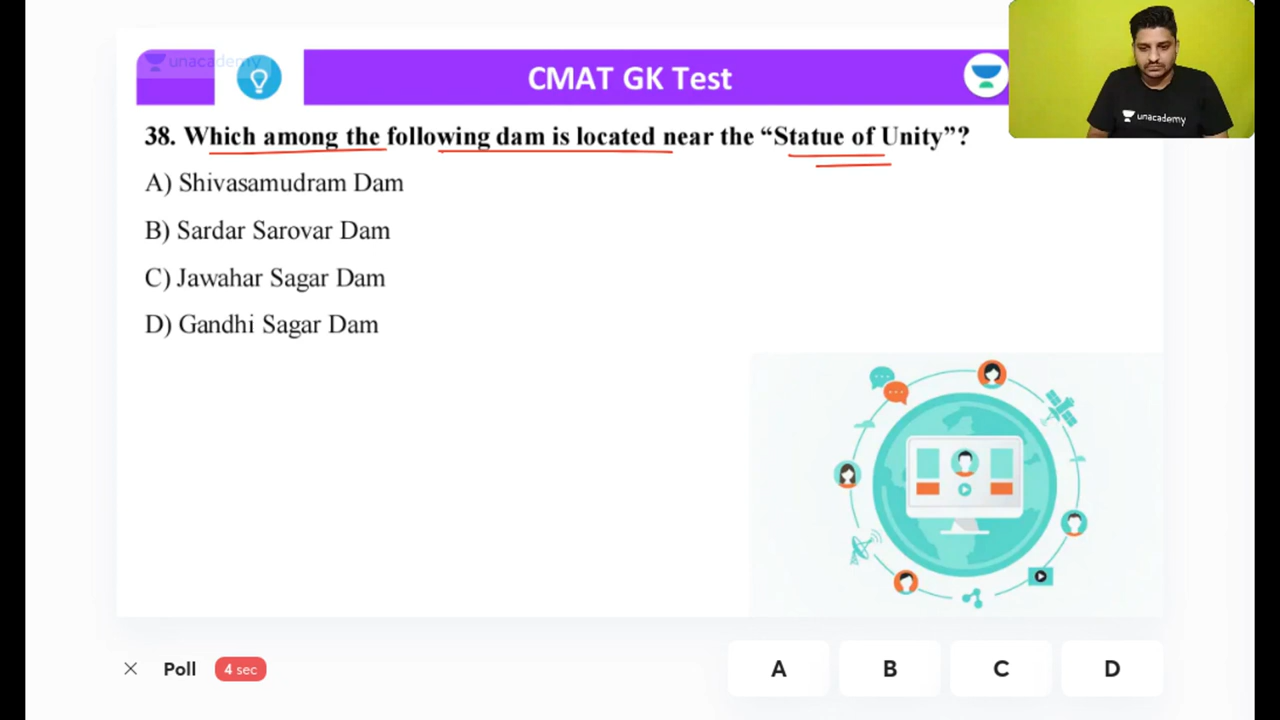 unacademy
CMAT GK Test
unacademy
38. Which among the following dam is located near the “Statue of Unity”?
A) Shivasamudram Dam
B) Sardar Sarovar Dam
C) Jawahar Sagar Dam
D) Gandhi Sagar Dam
Poll 4 sec A B C D